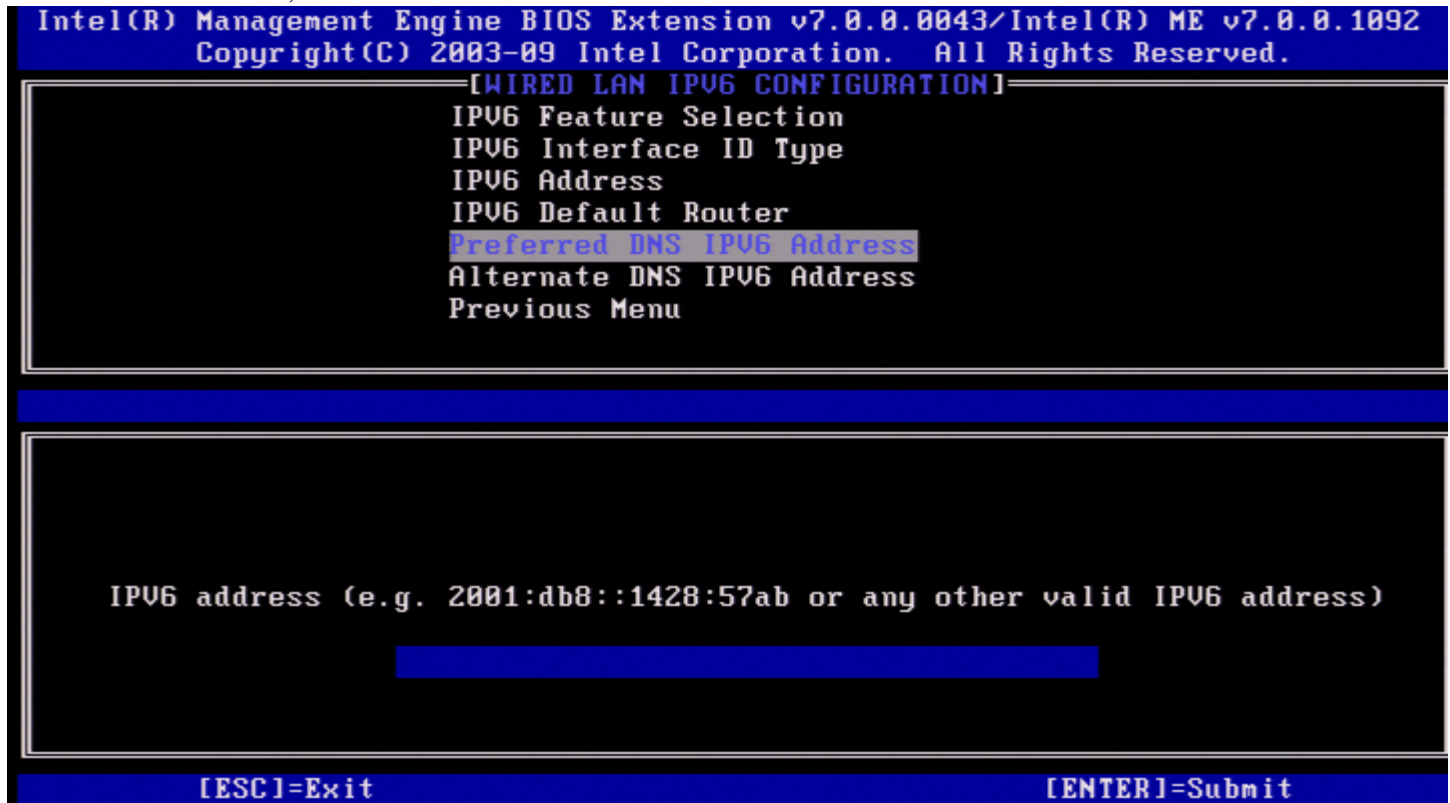 Intel(R) Management Engine BIOS Extension v7.0.0.0043/Intel(R) ME v7.0.0.1092
Copyright(C) 2003-09 Intel Corporation. All Rights Reserved.
[WIRED LAN IPV6 CONFIGURATION]
IPV6 Feature Selection
IPV6 Interface ID Type
IPV6 Address
IPV6 Default Router
Preferred DNS IPV6 Address
Alternate DNS IPV6 Address
Previous Menu
IPV6 address (e.g. 2001:db8::1428:57ab or any other valid IPV6 address)
[ESC]=Exit [ENTER]=Submit